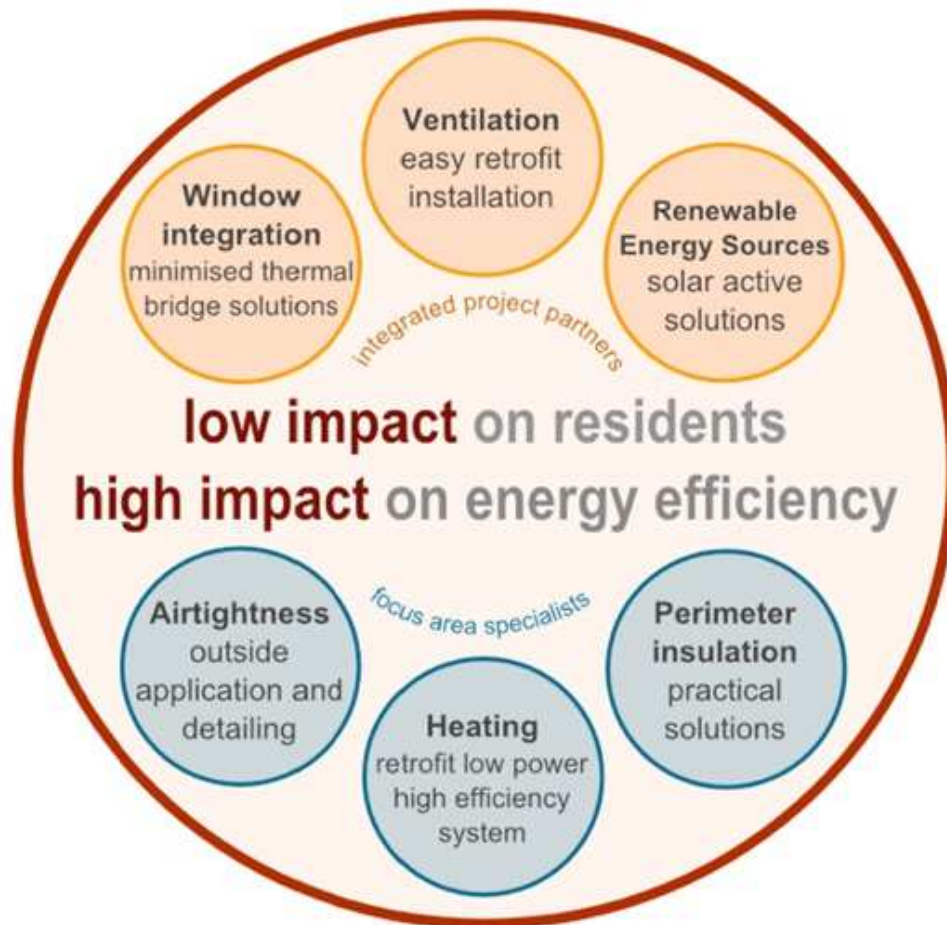 Ventilation
easy retrofit
installation
Window
integration
minimised thermal
bridge solutions
Renewable
Energy Sources
solar active
solutions
integrated project partners
low impact on residents
high impact on energy efficiency
focus area specialists
Airtightness
outside
application and
detailing
Heating
retrofit low power
high efficiency
system
Perimeter
insulation
practical
solutions